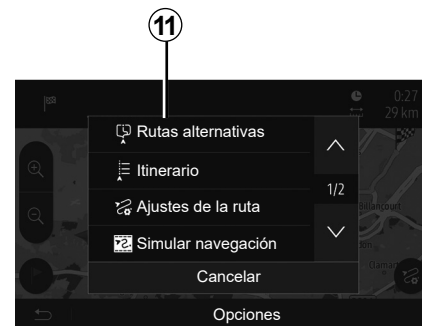 11
0:27
29 km
Rutas alternativas
Itinerario
1/2
Ajustes de la ruta
Simular navegación
Cancelar
Opciones